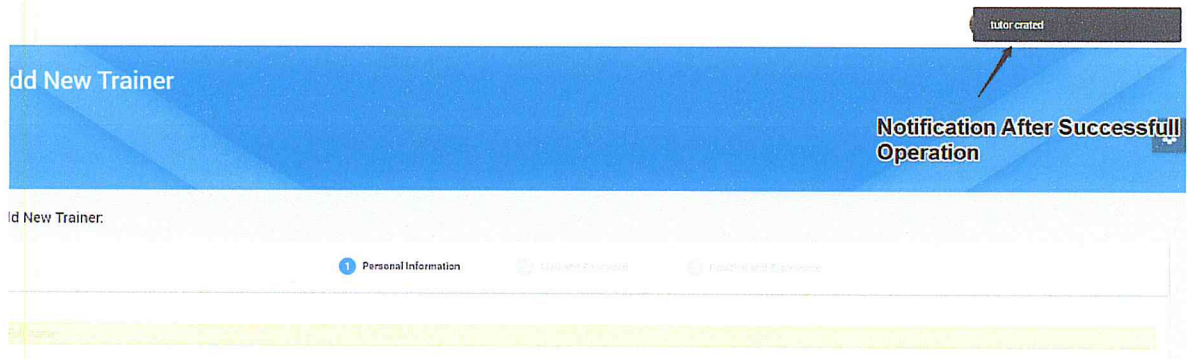 tutor crated
dd New Trainer
Notification After Successfull
Operation
ld New Trainer:
1 Personal Information